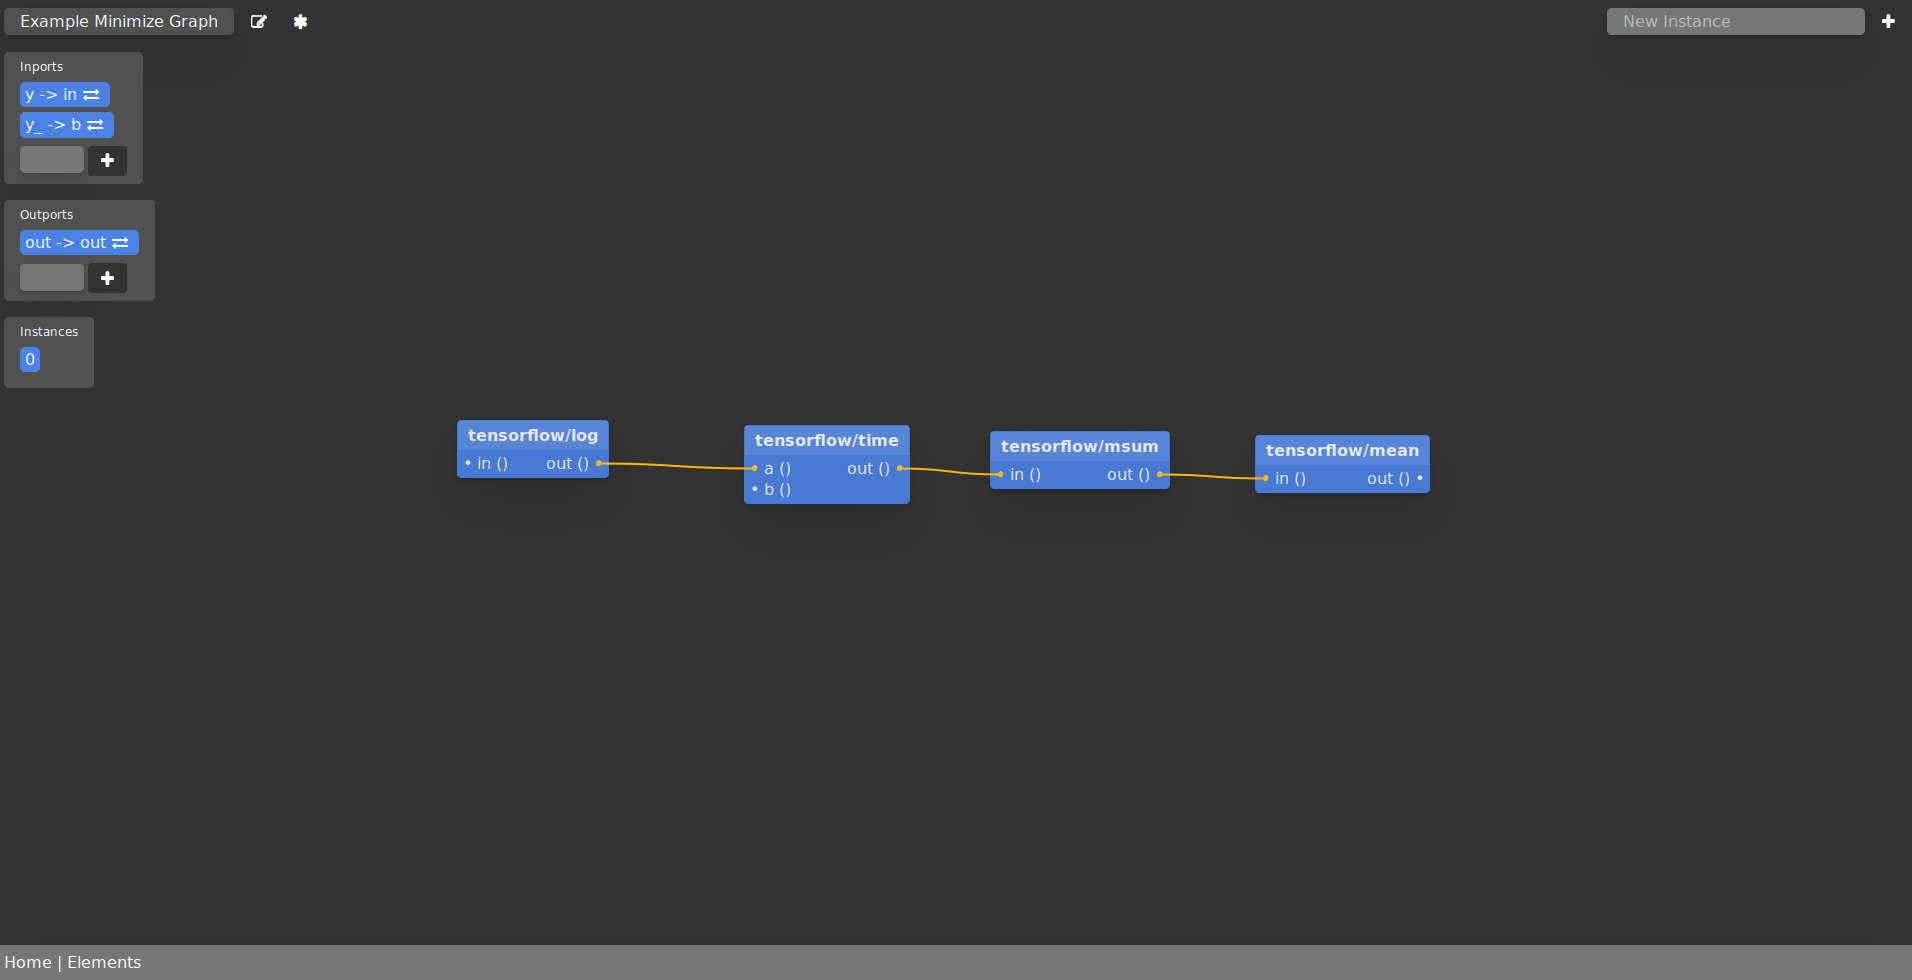 Example Minimize Graph
New Instance
Inports
y -> in
y_ -> b
Outports
out -> out
Instances
0
tensorflow/log
in () out ()
tensorflow/time
a () out ()
b ()
tensorflow/msum
in () out ()
tensorflow/mean
in () out ()
Home | Elements